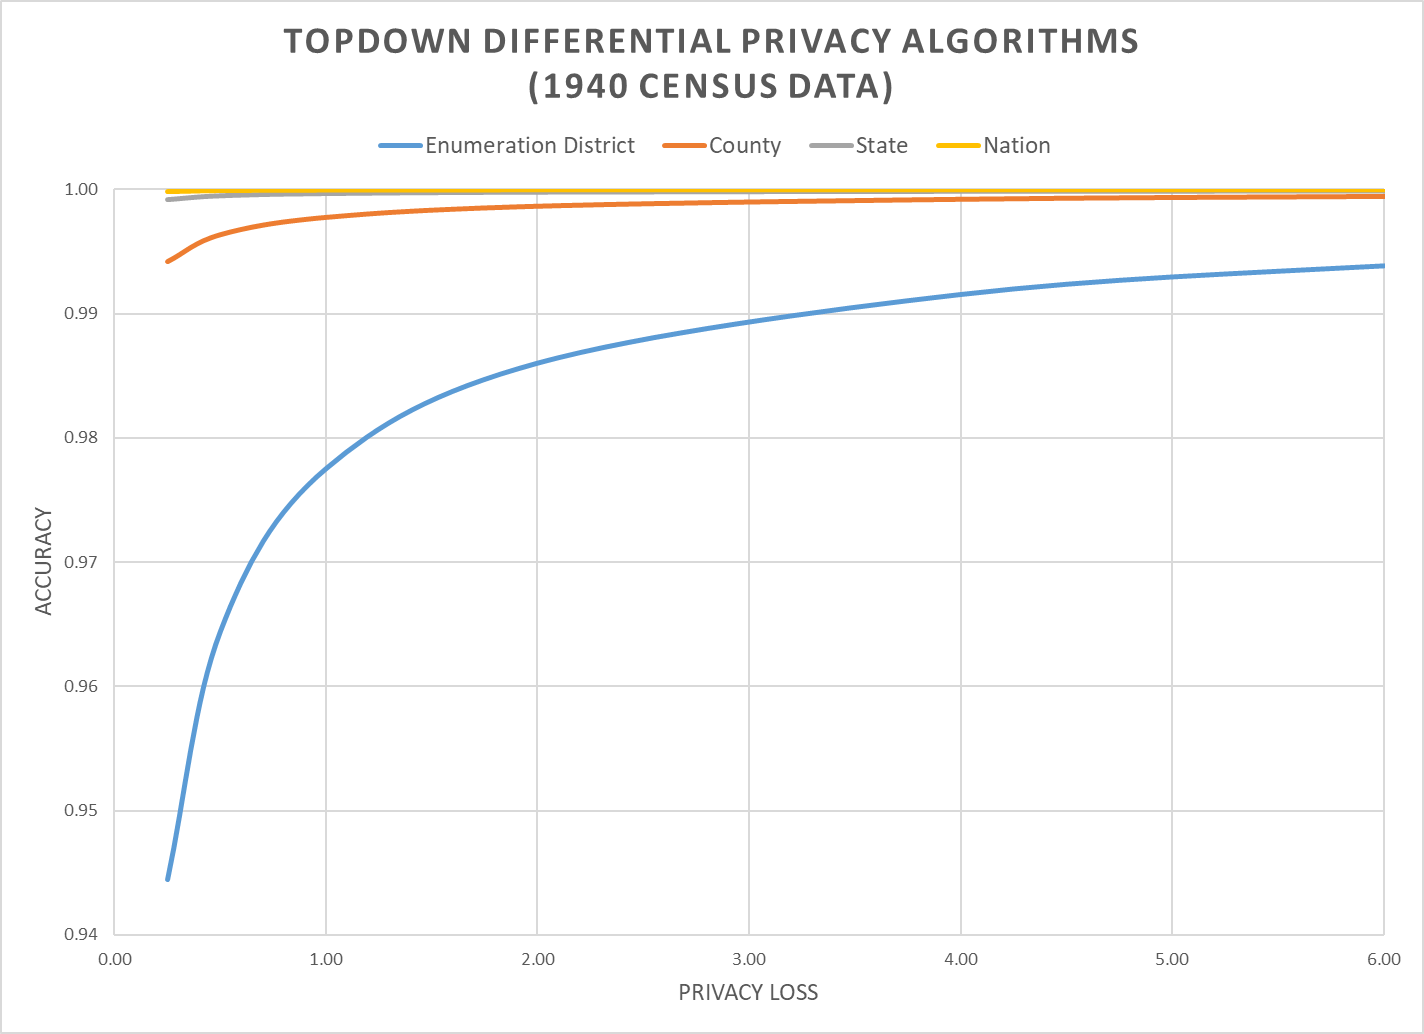 TOPDOWN DIFFERENTIAL PRIVACY ALGORITHMS
(1940 CENSUS DATA)
Enumeration District County State Nation
1.00
0.99
0.98
0.97
0.96
0.95
0.94
ACCURACY
0.00 1.00 2.00 3.00 4.00 5.00 6.00
PRIVACY LOSS